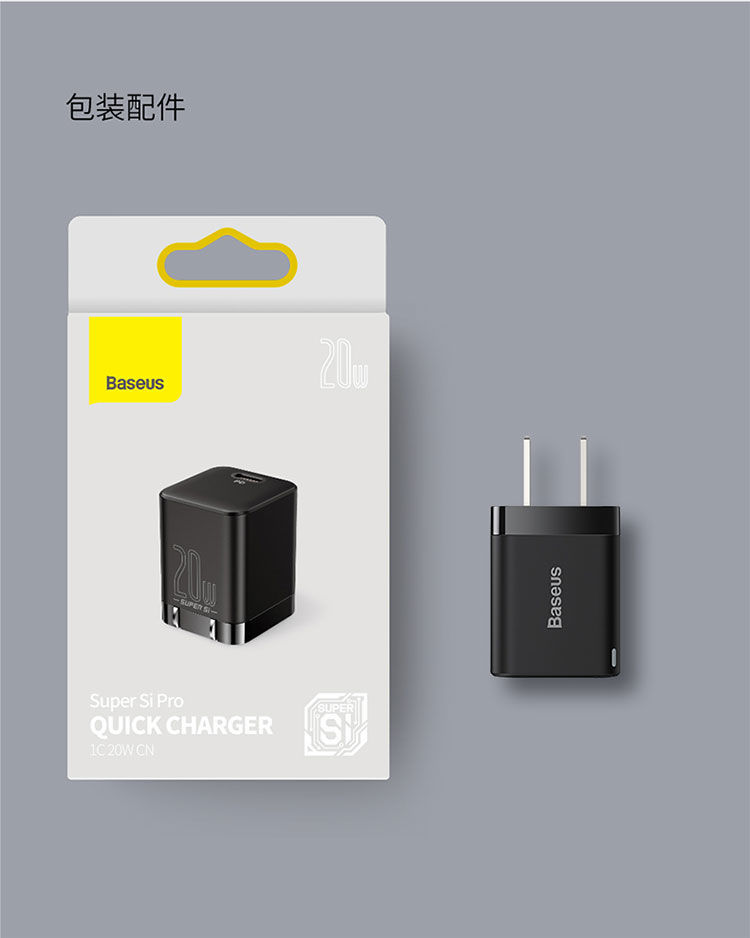 包装配件
Baseus
20W
PD
20W
SUPER Si
Super Si Pro
QUICK CHARGER
1C 20W CN
SUPER
Si
Baseus